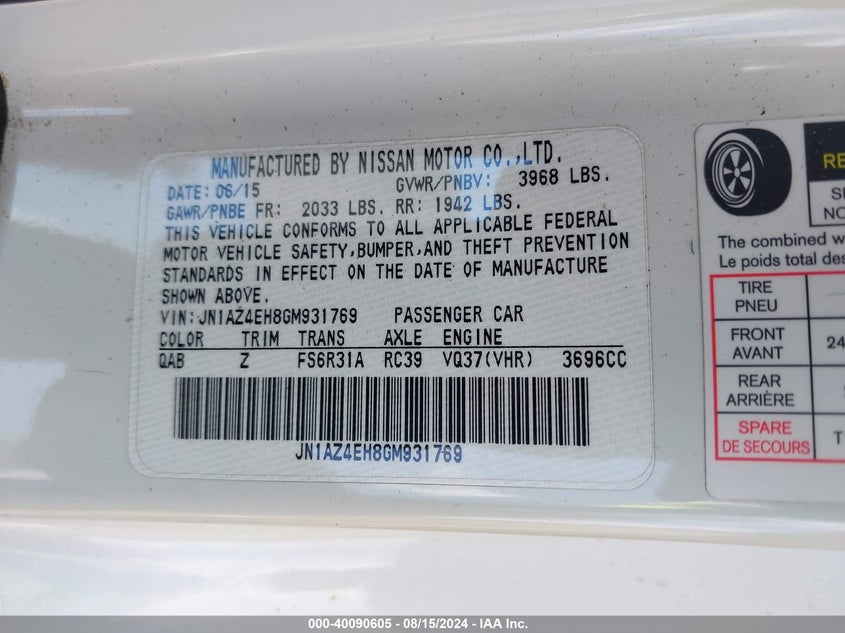 MANUFACTURED BY NISSAN MOTOR CO.,LTD.
DATE: 06/15 GVWR/PNBV: 3968 LBS.
GAWR/PNBE FR: 2033 LBS. RR: 1942 LBS.
THIS VEHICLE CONFORMS TO ALL APPLICABLE FEDERAL
MOTOR VEHICLE SAFETY,BUMPER,AND THEFT PREVENTION
STANDARDS IN EFFECT ON THE DATE OF MANUFACTURE
SHOWN ABOVE.
VIN:JN1AZ4EH8GM931769 PASSENGER CAR
COLOR TRIM TRANS AXLE ENGINE
QAB Z FS6R31A RC39 VQ37(VHR) 3696CC
JN1AZ4EH8GM931769
The combined
Le poids total
TIRE
PNEU
FRONT
AVANT
24
REAR
ARRIÈRE
SPARE
DE SECOURS
T
000-40090605 - 08/15/2024 - IAA Inc.